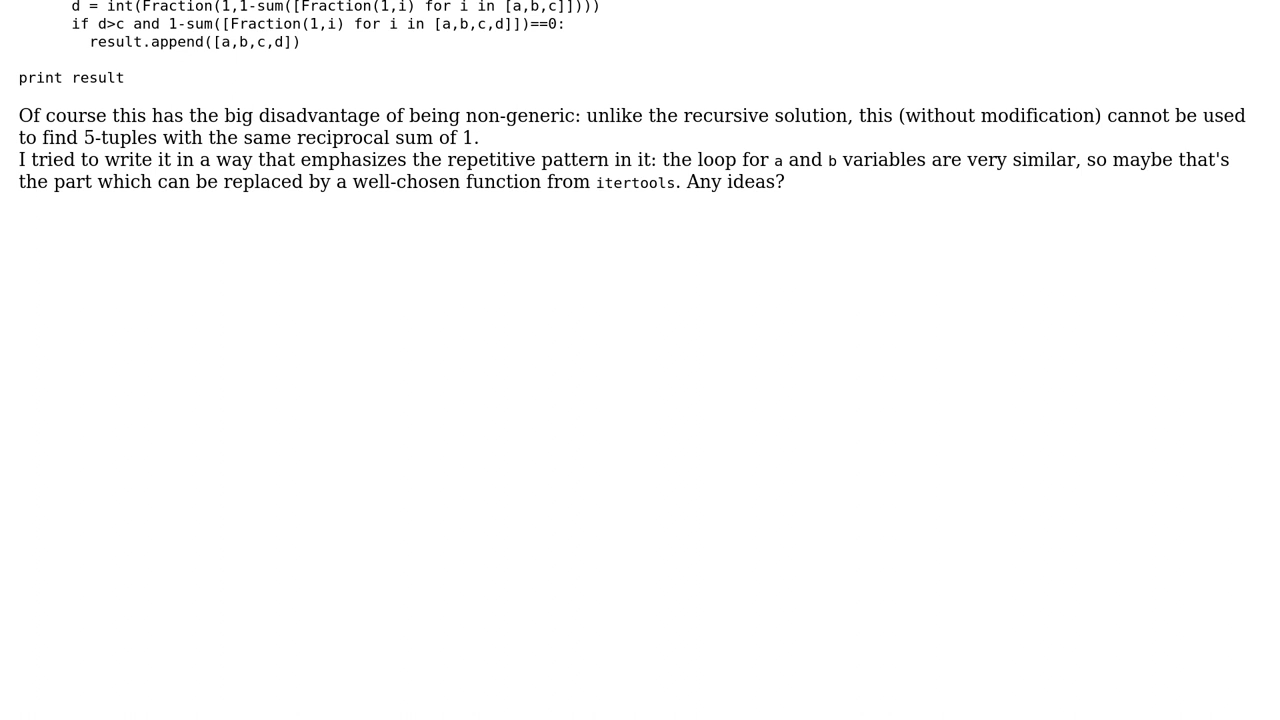 d = int(Fraction(1,1-sum([Fraction(1,i) for i in [a,b,c]])))
if d>c and 1-sum([Fraction(1,i) for i in [a,b,c,d]])==0:
result.append([a,b,c,d])
print result
Of course this has the big disadvantage of being non-generic: unlike the recursive solution, this (without modification) cannot be used
to find 5-tuples with the same reciprocal sum of 1.
I tried to write it in a way that emphasizes the repetitive pattern in it: the loop for a and b variables are very similar, so maybe that's
the part which can be replaced by a well-chosen function from itertools. Any ideas?